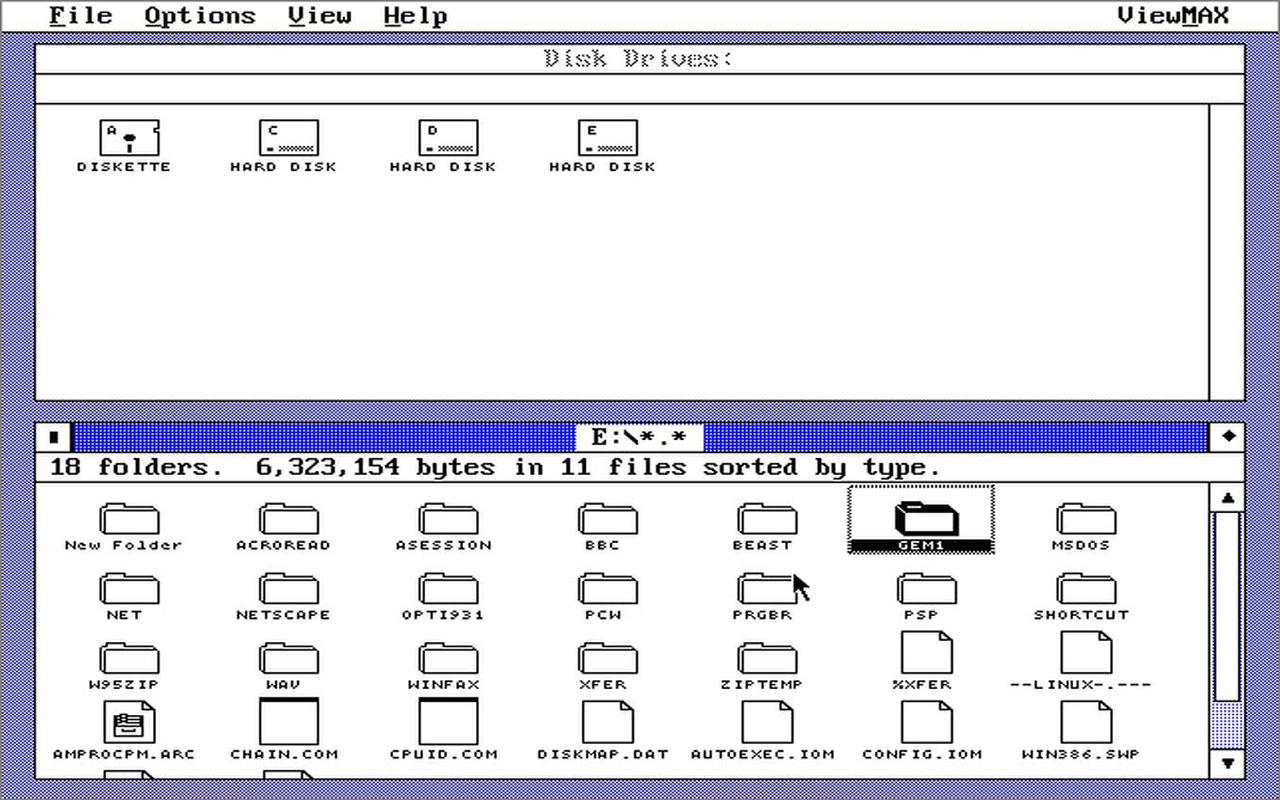 File Options View Help ViewMAX
Disk Drives:
A C D E
DISKETTE HARD DISK HARD DISK HARD DISK
E:\*.*
18 folders. 6,323,154 bytes in 11 files sorted by type.
New Folder ACROREAD ASESSION BBC BEAST GEM1 MSDOS
NET NETSCAPE OPTI931 PCW PRGBR PSP SHORTCUT
W95ZIP WAV WINFAX XFER ZIPTEMP %XFER --LINUX-.---
AMPROCPM.ARC CHAIN.COM CPUID.COM DISKMAP.DAT AUTOEXEC.IOM CONFIG.IOM WIN386.SWP